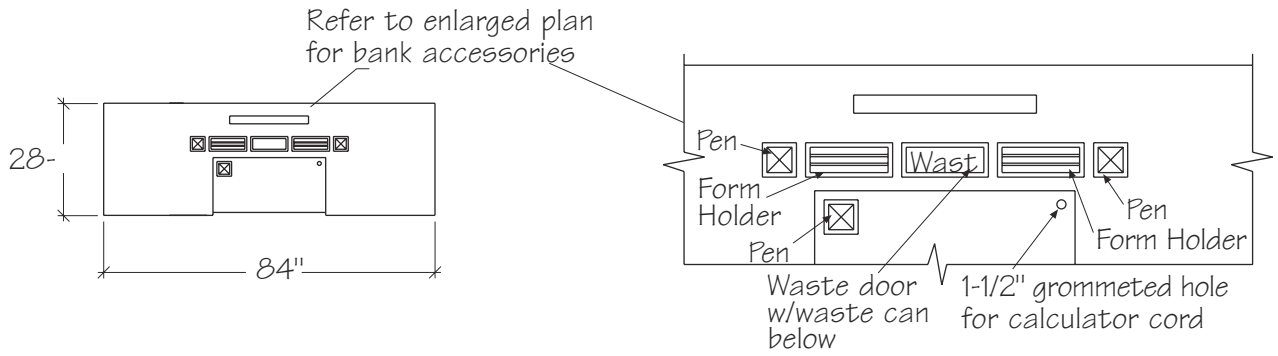 Refer to enlarged plan
for bank accessories
28-
84"
Pen
Wast
Form
Holder
Pen
Pen
Form Holder
Waste door
w/waste can
below
1-1/2" grommeted hole
for calculator cord